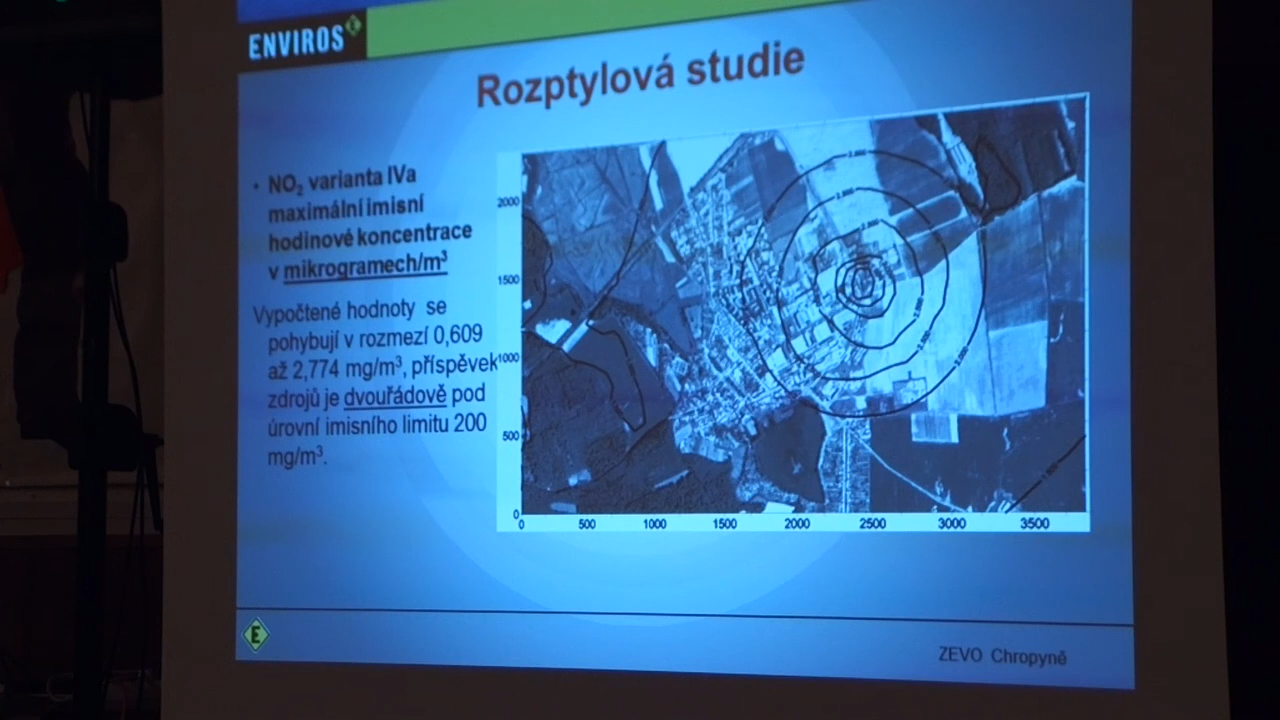 ENVIROS
Rozptylová studie
• NO₂ varianta IVa
maximální imisní
hodinové koncentrace
v mikrogramech/m³
Vypočtené hodnoty se
pohybují v rozmezí 0,609
až 2,774 mg/m³, příspěvek
zdrojů je dvouřádově pod
úrovní imisního limitu 200
mg/m³.
2000
1500
1000
500
0
0 500 1000 1500 2000 2500 3000 3500
E
ZEVO Chropyně